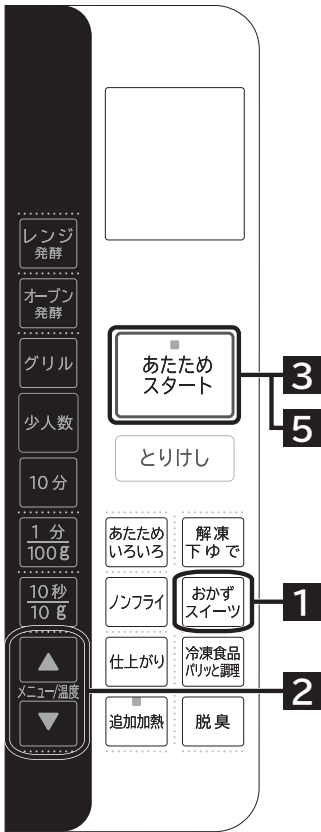 レンジ
発酵
オーブン
発酵
グリル
少人数
10分
1 分
100g
10秒
10 g
▲
メニュー/温度
▼
あたため
スタート
とりけし
あたため
いろいろ
解凍
下ゆで
ノンフライ
おかず
スイーツ
仕上がり
冷凍食品
パリッと調理
追加加熱
脱臭
3
5
1
2